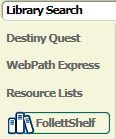 Library Search
Destiny Quest
WebPath Express
Resource Lists
FollettShelf